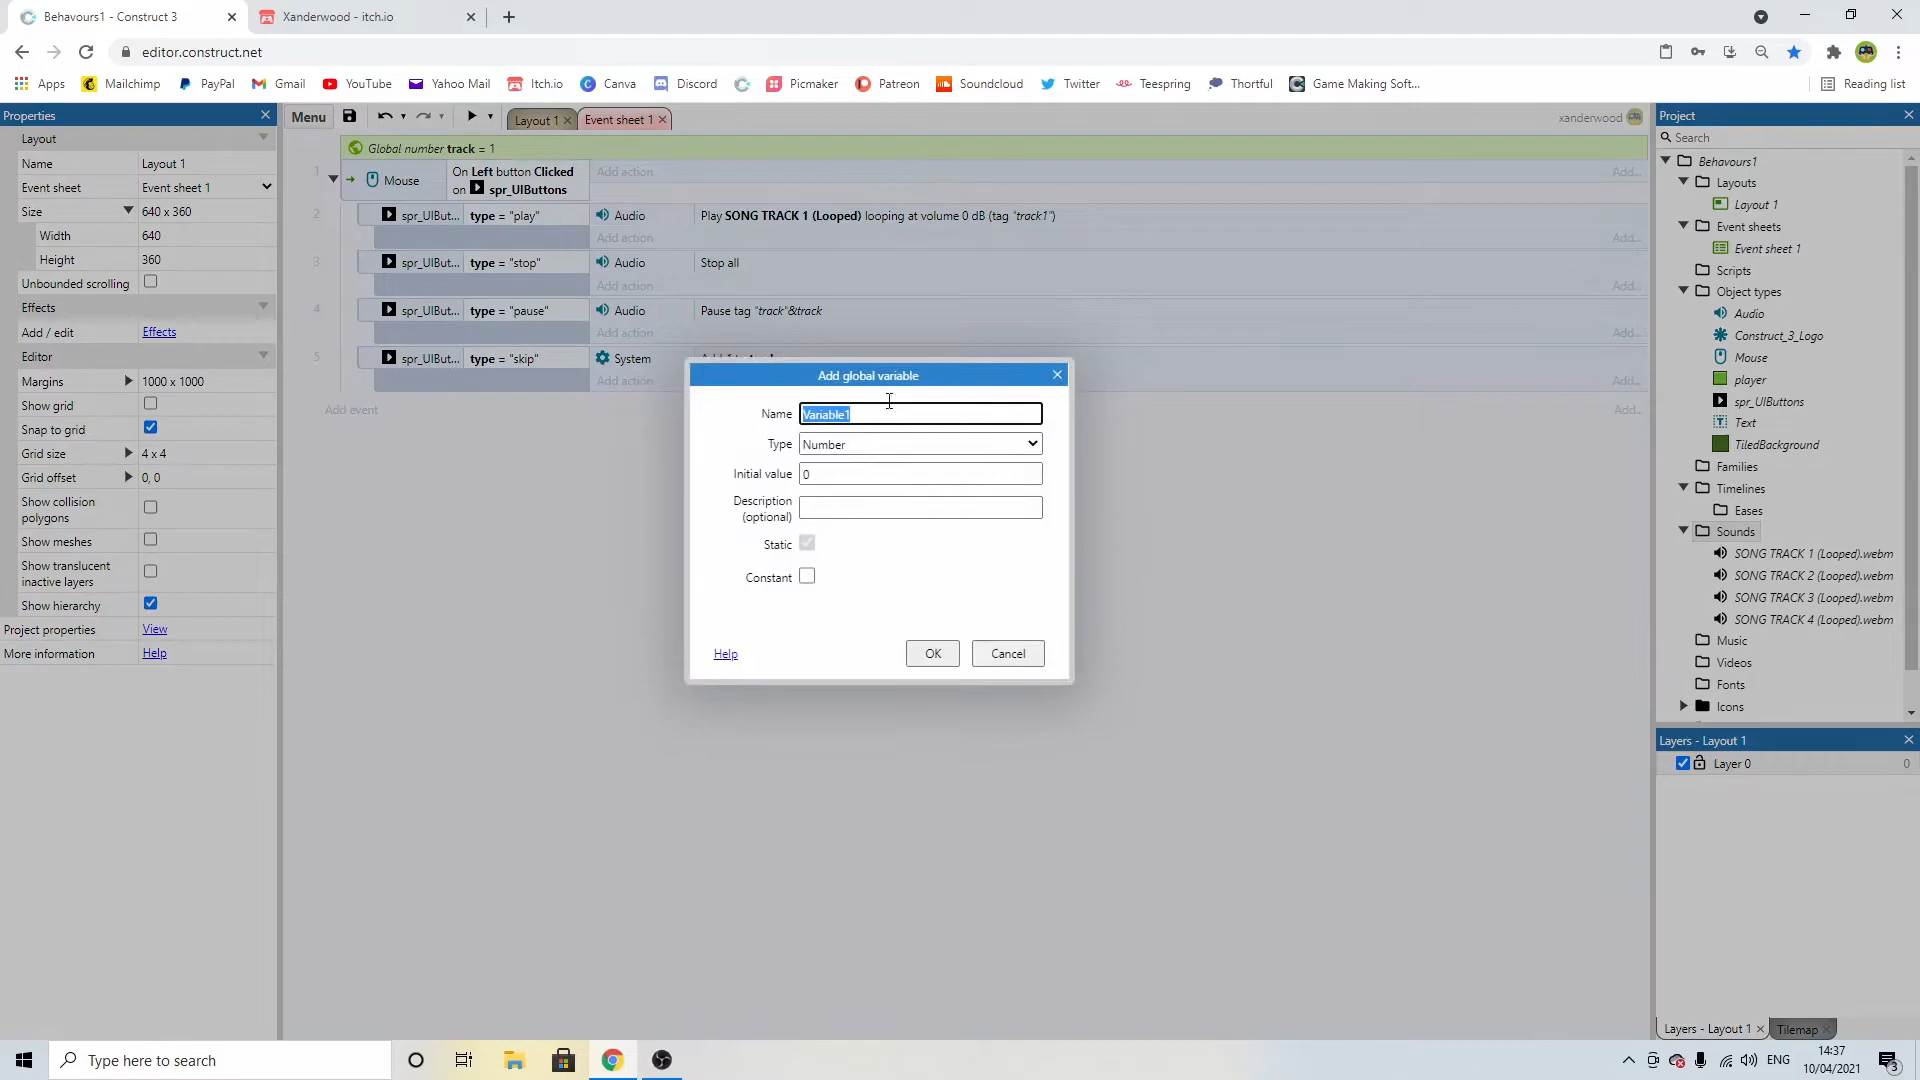 Behavours1 - Construct 3
Xanderwood - itch.io
editor.construct.net
Apps Mailchimp PayPal Gmail YouTube Yahoo Mail Itch.io Canva Discord Picmaker Patreon Soundcloud Twitter Teespring Thortful Game Making Soft... Reading list
Properties
Layout
Name Layout 1
Event sheet Event sheet 1
Size 640 x 360
Width 640
Height 360
Unbounded scrolling
Effects
Add / edit Effects
Editor
Margins 1000 x 1000
Show grid
Snap to grid
Grid size 4 x 4
Grid offset 0, 0
Show collision
polygons
Show meshes
Show translucent
inactive layers
Show hierarchy
Project properties View
More information Help
Menu
Layout 1
Event sheet 1
xanderwood
Global number track = 1
1 Mouse On Left button Clicked
on spr_UIButtons
Add action Add...
2 spr_UIBut... type = "play" Audio Play SONG TRACK 1 (Looped) looping at volume 0 dB (tag "track1")
Add action Add...
3 spr_UIBut... type = "stop" Audio Stop all
Add action Add...
4 spr_UIBut... type = "pause" Audio Pause tag "track"&track
Add action Add...
5 spr_UIBut... type = "skip" System
Add action Add...
Add event Add...
Add global variable
Name Variable1
Type Number
Initial value 0
Description
(optional)
Static
Constant
Help OK Cancel
Project
Search
Behavours1
Layouts
Layout 1
Event sheets
Event sheet 1
Scripts
Object types
Audio
Construct_3_Logo
Mouse
player
spr_UIButtons
Text
TiledBackground
Families
Timelines
Eases
Sounds
SONG TRACK 1 (Looped).webm
SONG TRACK 2 (Looped).webm
SONG TRACK 3 (Looped).webm
SONG TRACK 4 (Looped).webm
Music
Videos
Fonts
Icons
Layers - Layout 1
Layer 0 0
Layers - Layout 1 Tilemap
Type here to search
ENG
14:37
10/04/2021
3